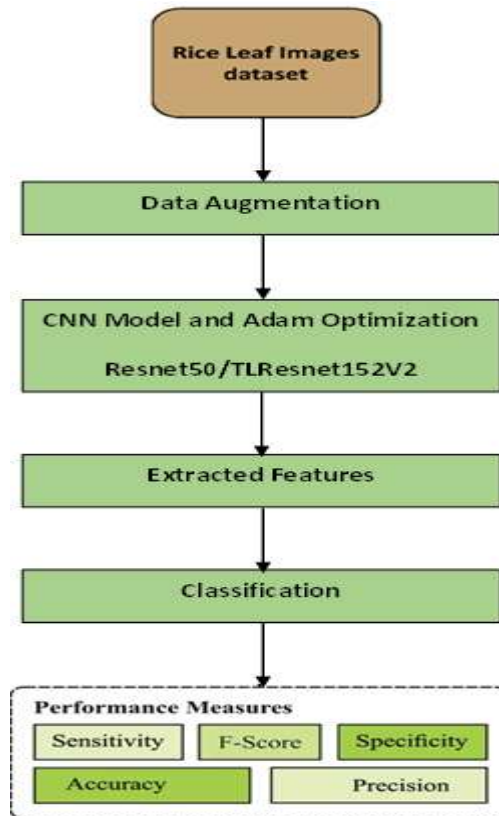 Rice Leaf Images
dataset
Data Augmentation
CNN Model and Adam Optimization
Resnet50/TLResnet152V2
Extracted Features
Classification
Performance Measures
Sensitivity
F-Score
Specificity
Accuracy
Precision